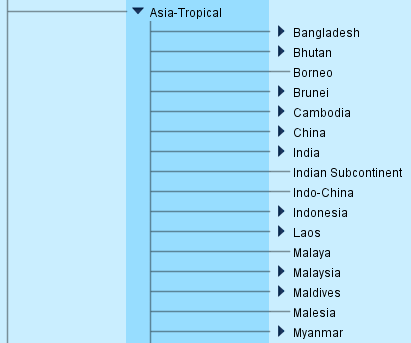 Asia-Tropical
Bangladesh
Bhutan
Borneo
Brunei
Cambodia
China
India
Indian Subcontinent
Indo-China
Indonesia
Laos
Malaya
Malaysia
Maldives
Malesia
Myanmar